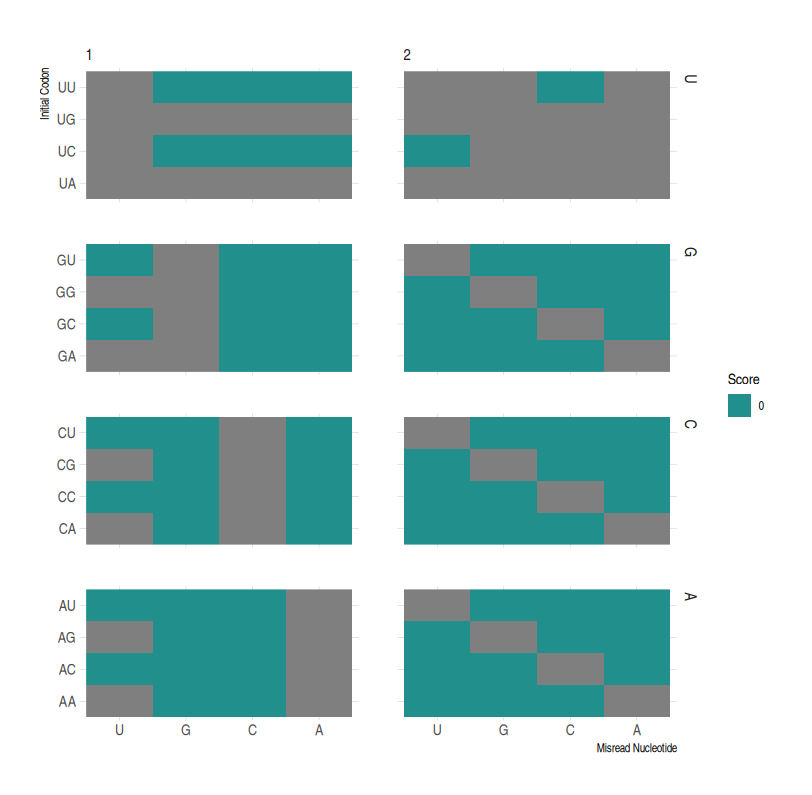 1
2
Initial Codon
UU
UG
UC
UA
U
GU
GG
GC
GA
G
CU
CG
CC
CA
C
AU
AG
AC
AA
A
U G C A
U G C A
Misread Nucleotide
Score
0